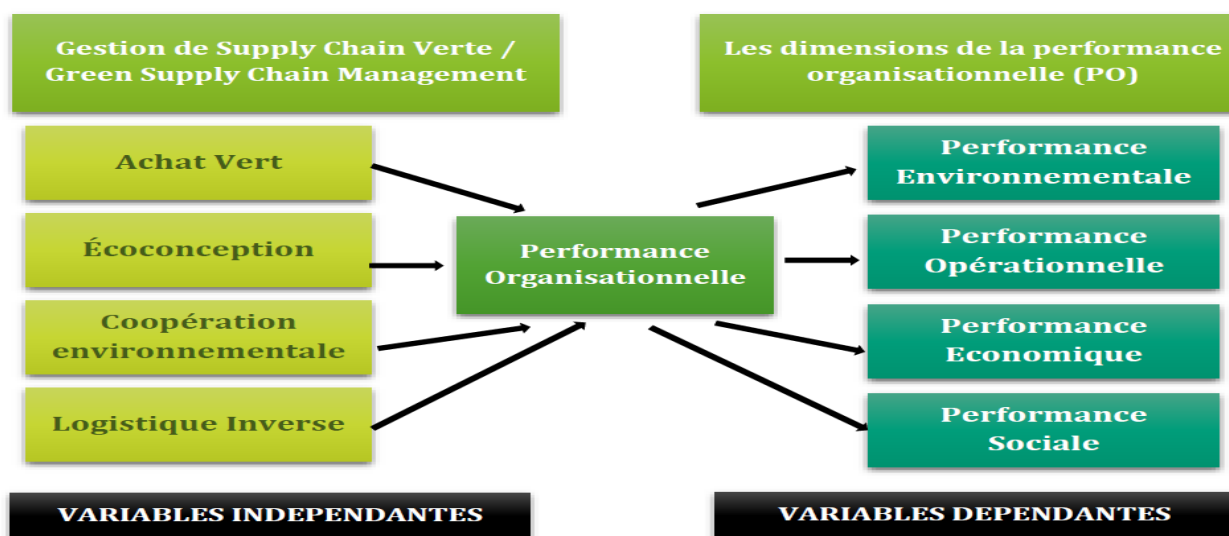 Gestion de Supply Chain Verte /
Green Supply Chain Management
Les dimensions de la performance
organisationnelle (PO)
Achat Vert
Écoconception
Coopération
environnementale
Logistique Inverse
Performance
Organisationnelle
Performance
Environnementale
Performance
Opérationnelle
Performance
Economique
Performance
Sociale
VARIABLES INDEPENDANTES
VARIABLES DEPENDANTES